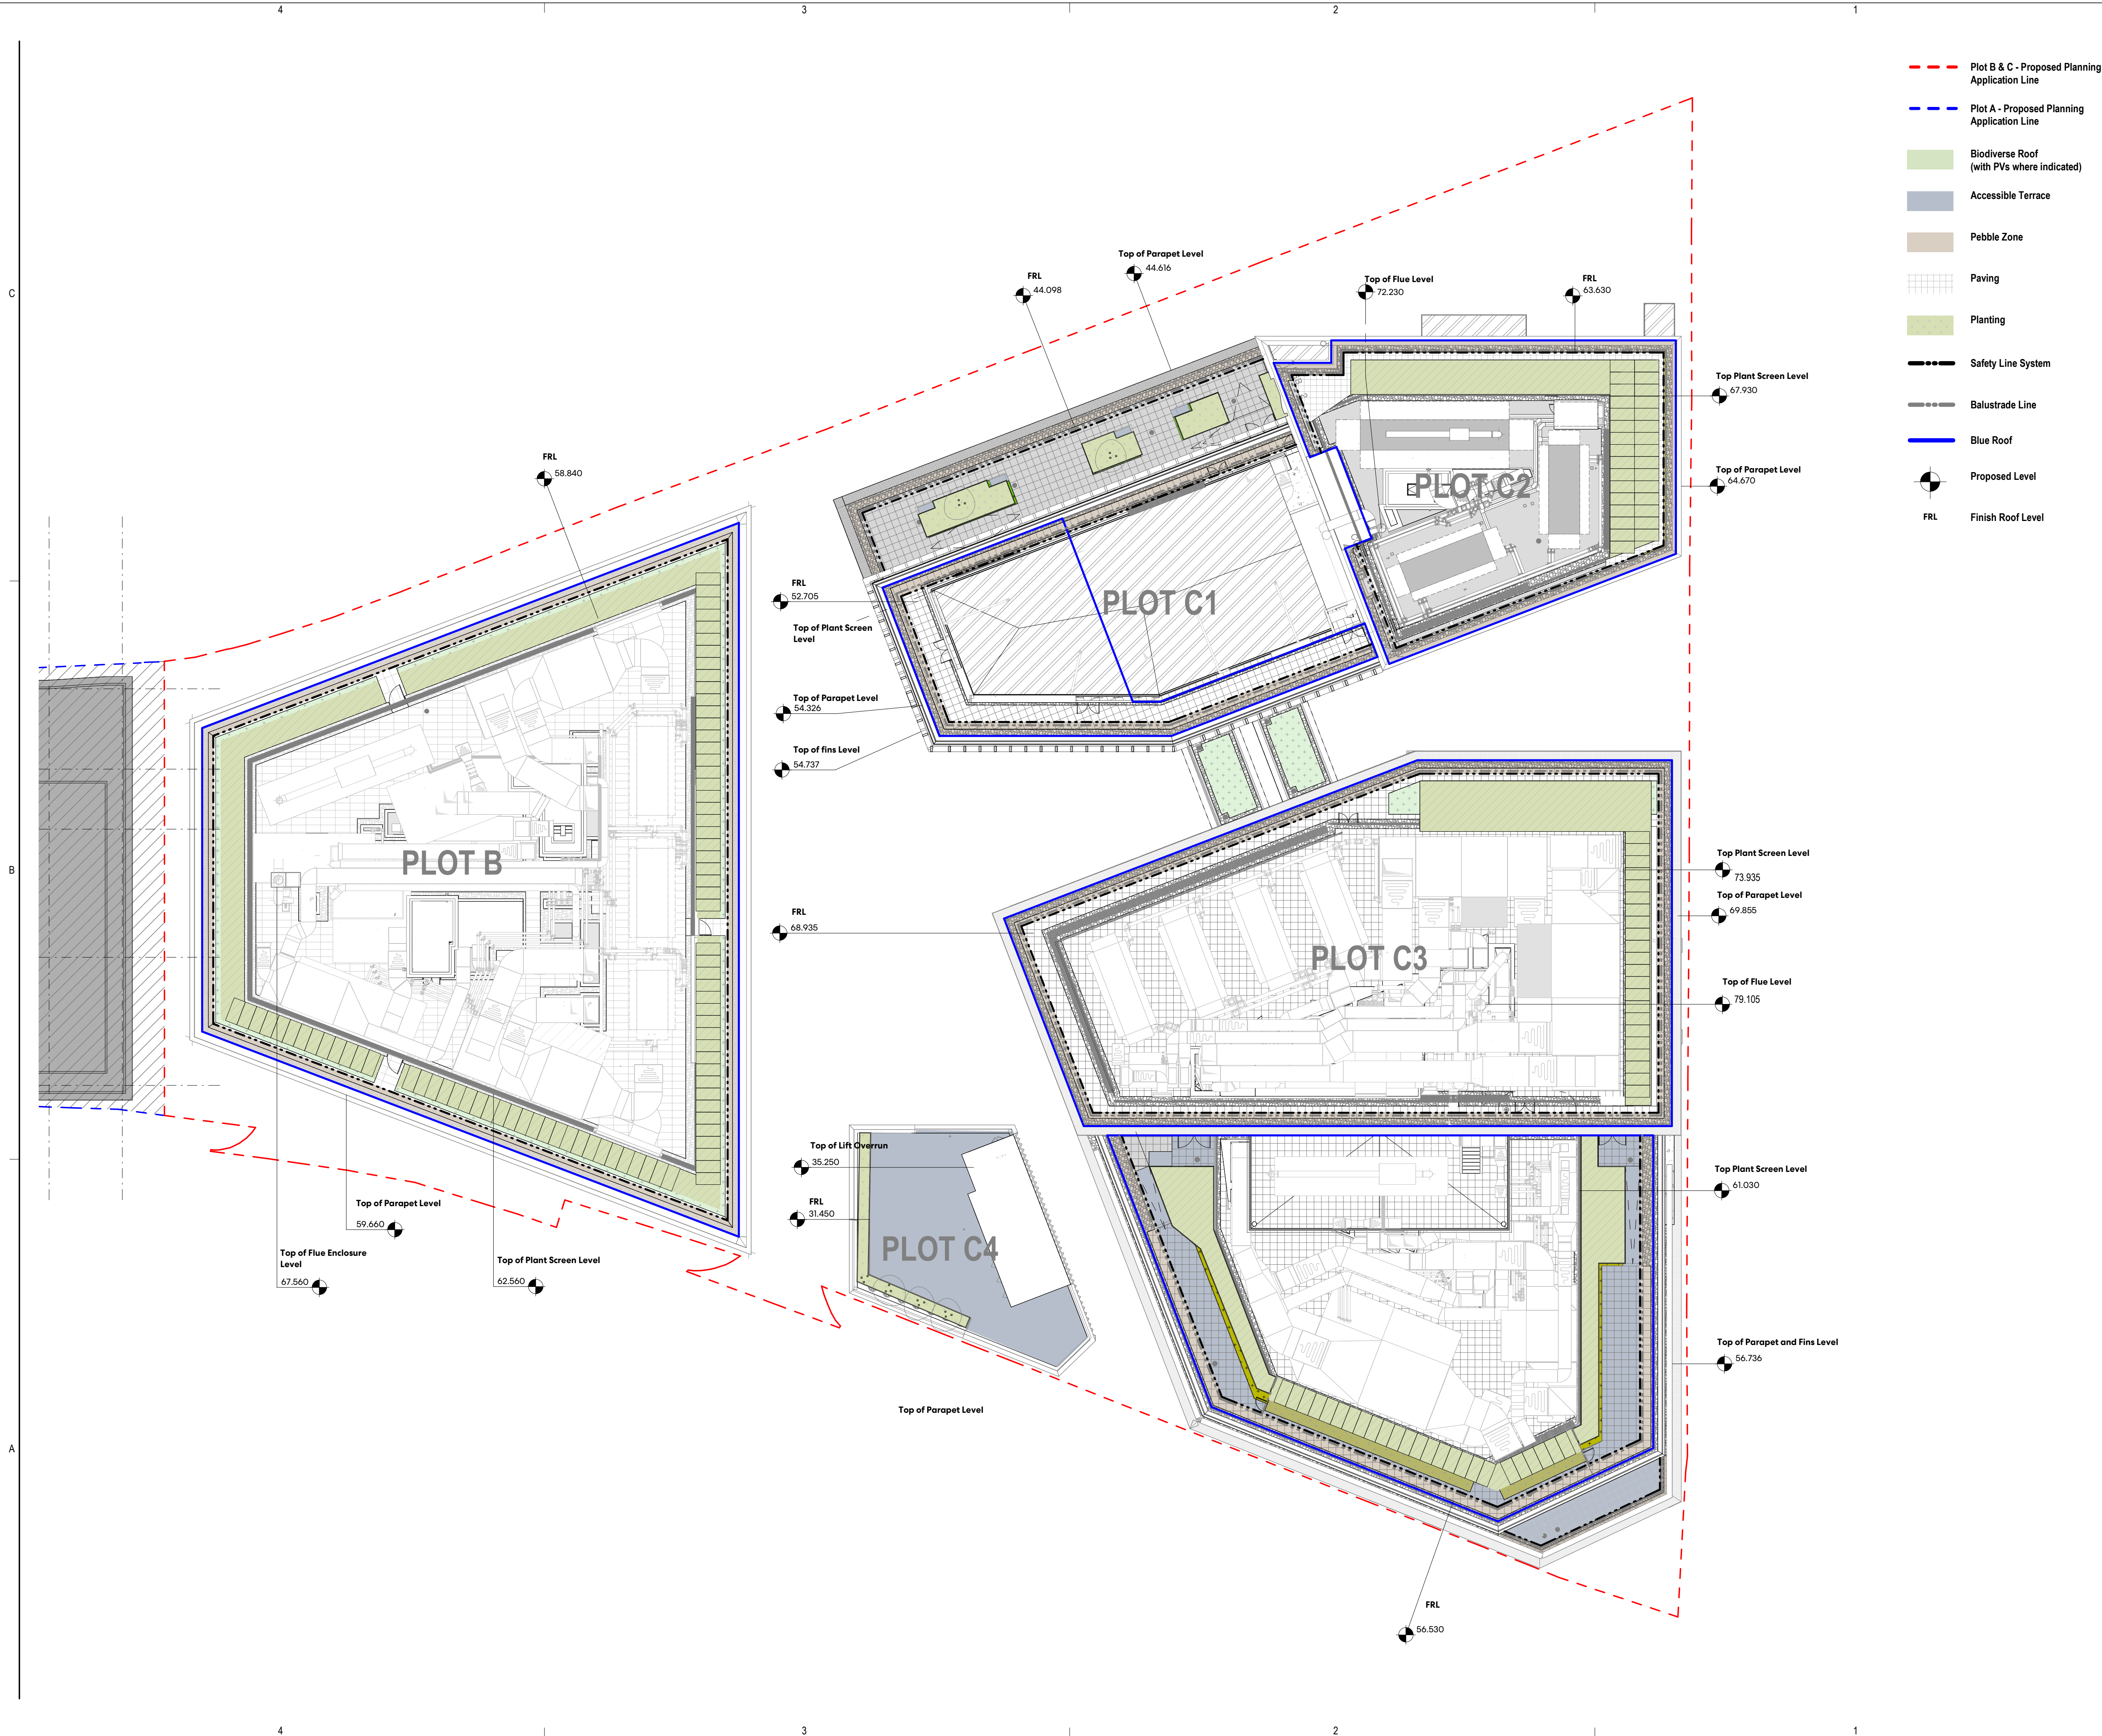 4
3
2
1
C
B
A
Plot B & C - Proposed Planning
Application Line
Plot A - Proposed Planning
Application Line
Biodiverse Roof
(with PVs where indicated)
Accessible Terrace
Pebble Zone
Paving
Planting
Safety Line System
Balustrade Line
Blue Roof
Proposed Level
FRL
Finish Roof Level
Top of Parapet Level
44.616
FRL
44.098
Top of Flue Level
72.230
FRL
63.630
Top Plant Screen Level
67.930
Top of Parapet Level
64.670
PLOT C2
FRL
58.840
FRL
52.705
PLOT C1
Top of Plant Screen
Level
Top of Parapet Level
54.326
Top of fins Level
54.737
PLOT B
Top Plant Screen Level
73.935
Top of Parapet Level
69.855
FRL
68.935
PLOT C3
Top of Flue Level
79.105
Top of Lift Overrun
35.250
FRL
31.450
PLOT C4
Top Plant Screen Level
61.030
Top of Parapet Level
59.660
Top of Flue Enclosure
Level
67.560
Top of Plant Screen Level
62.560
Top of Parapet and Fins Level
56.736
Top of Parapet Level
FRL
56.530
4
3
2
1